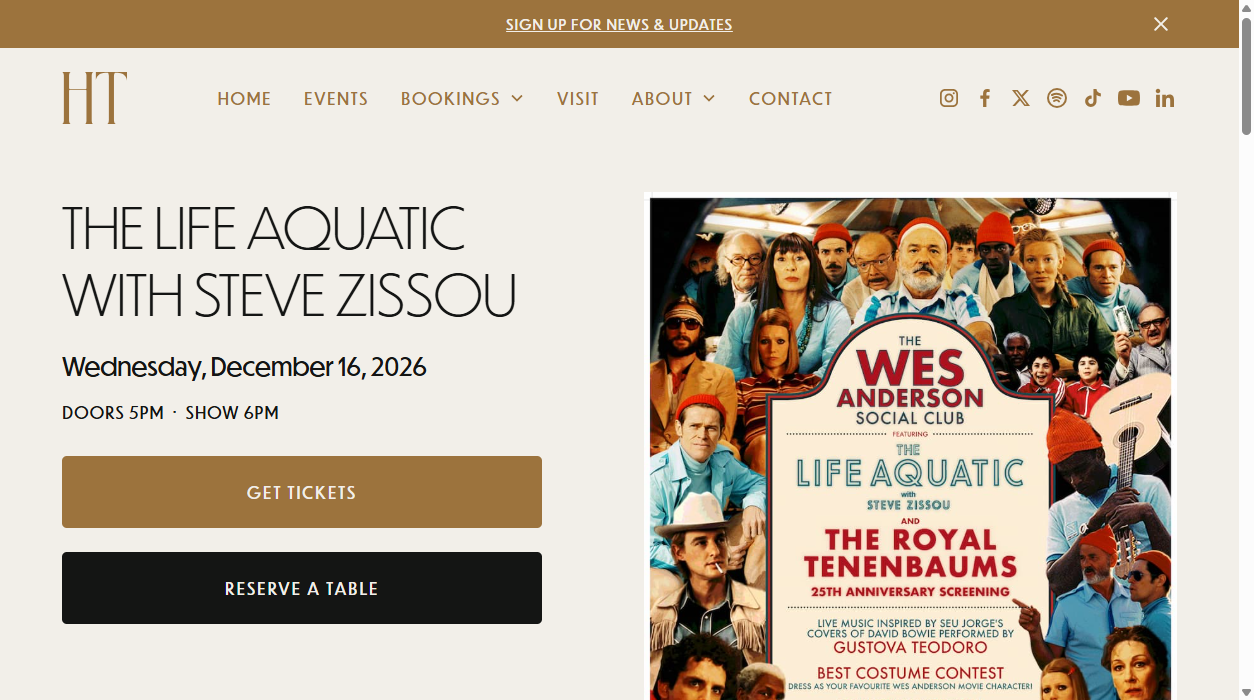 SIGN UP FOR NEWS & UPDATES
HT
HOME
EVENTS
BOOKINGS
VISIT
ABOUT
CONTACT
THE LIFE AQUATIC
WITH STEVE ZISSOU
Wednesday, December 16, 2026
DOORS 5PM · SHOW 6PM
GET TICKETS
RESERVE A TABLE
THE
WES
ANDERSON
SOCIAL CLUB
FEATURING
THE
LIFE AQUATIC
with
STEVE ZISSOU
AND
THE ROYAL
TENENBAUMS
25TH ANNIVERSARY SCREENING
LIVE MUSIC INSPIRED BY SEU JORGE'S
COVERS OF DAVID BOWIE PERFORMED BY
GUSTOVA TEODORO
BEST COSTUME CONTEST
DRESS AS YOUR FAVOURITE WES ANDERSON MOVIE CHARACTER!